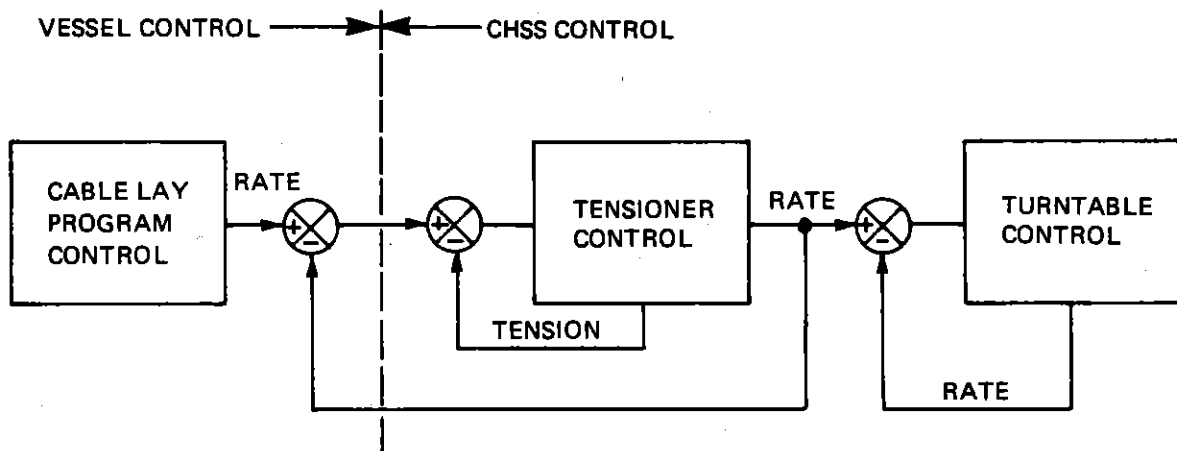 VESSEL CONTROL
CHSS CONTROL
CABLE LAY
PROGRAM
CONTROL
RATE
+
−
+
−
TENSIONER
CONTROL
TENSION
RATE
+
−
TURNTABLE
CONTROL
RATE